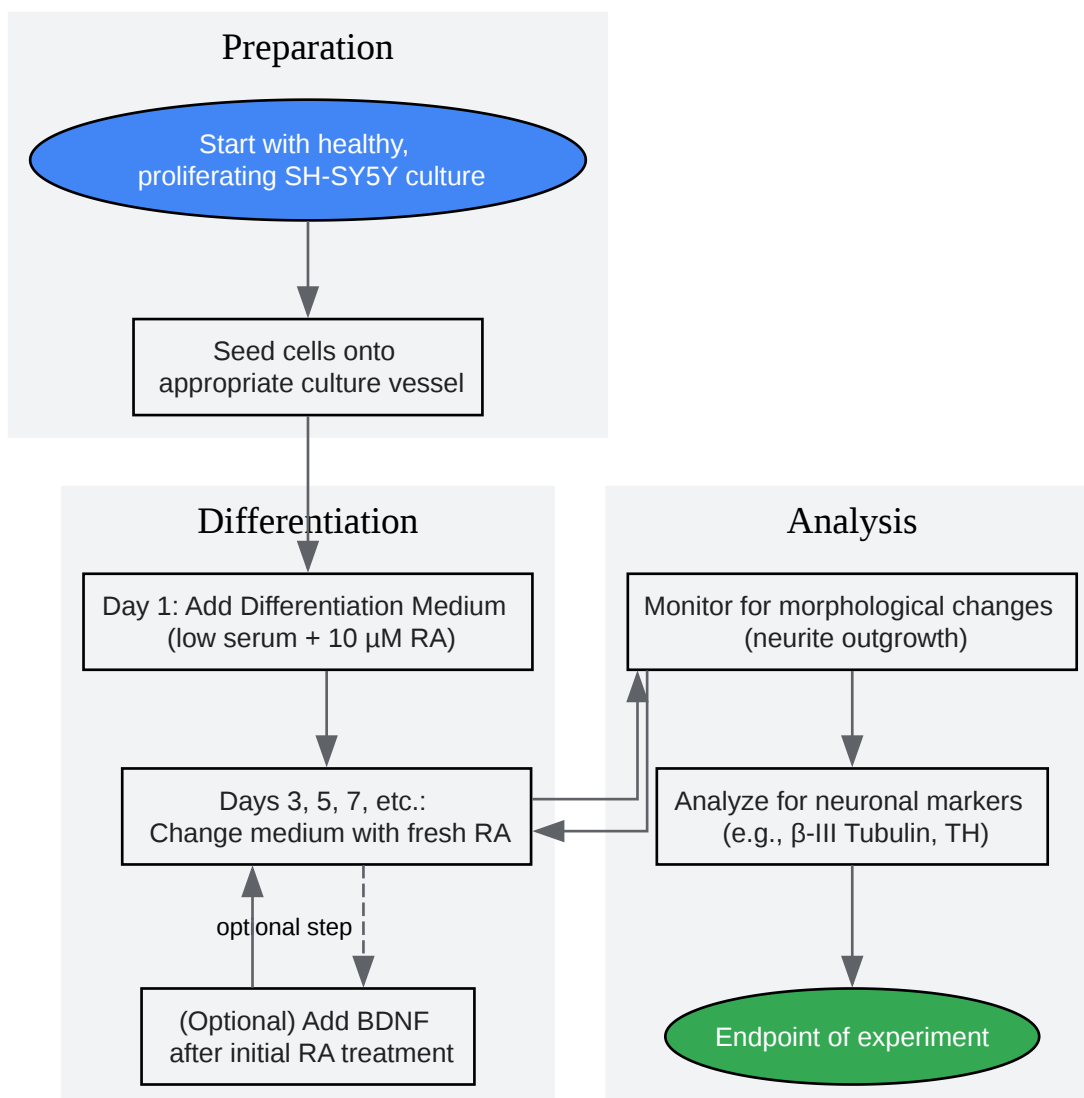 Preparation
Start with healthy,
proliferating SH-SY5Y culture
Seed cells onto
appropriate culture vessel
Differentiation
Day 1: Add Differentiation Medium
(low serum + 10 µM RA)
Days 3, 5, 7, etc.:
Change medium with fresh RA
optional step
(Optional) Add BDNF
after initial RA treatment
Analysis
Monitor for morphological changes
(neurite outgrowth)
Analyze for neuronal markers
(e.g., β-III Tubulin, TH)
Endpoint of experiment